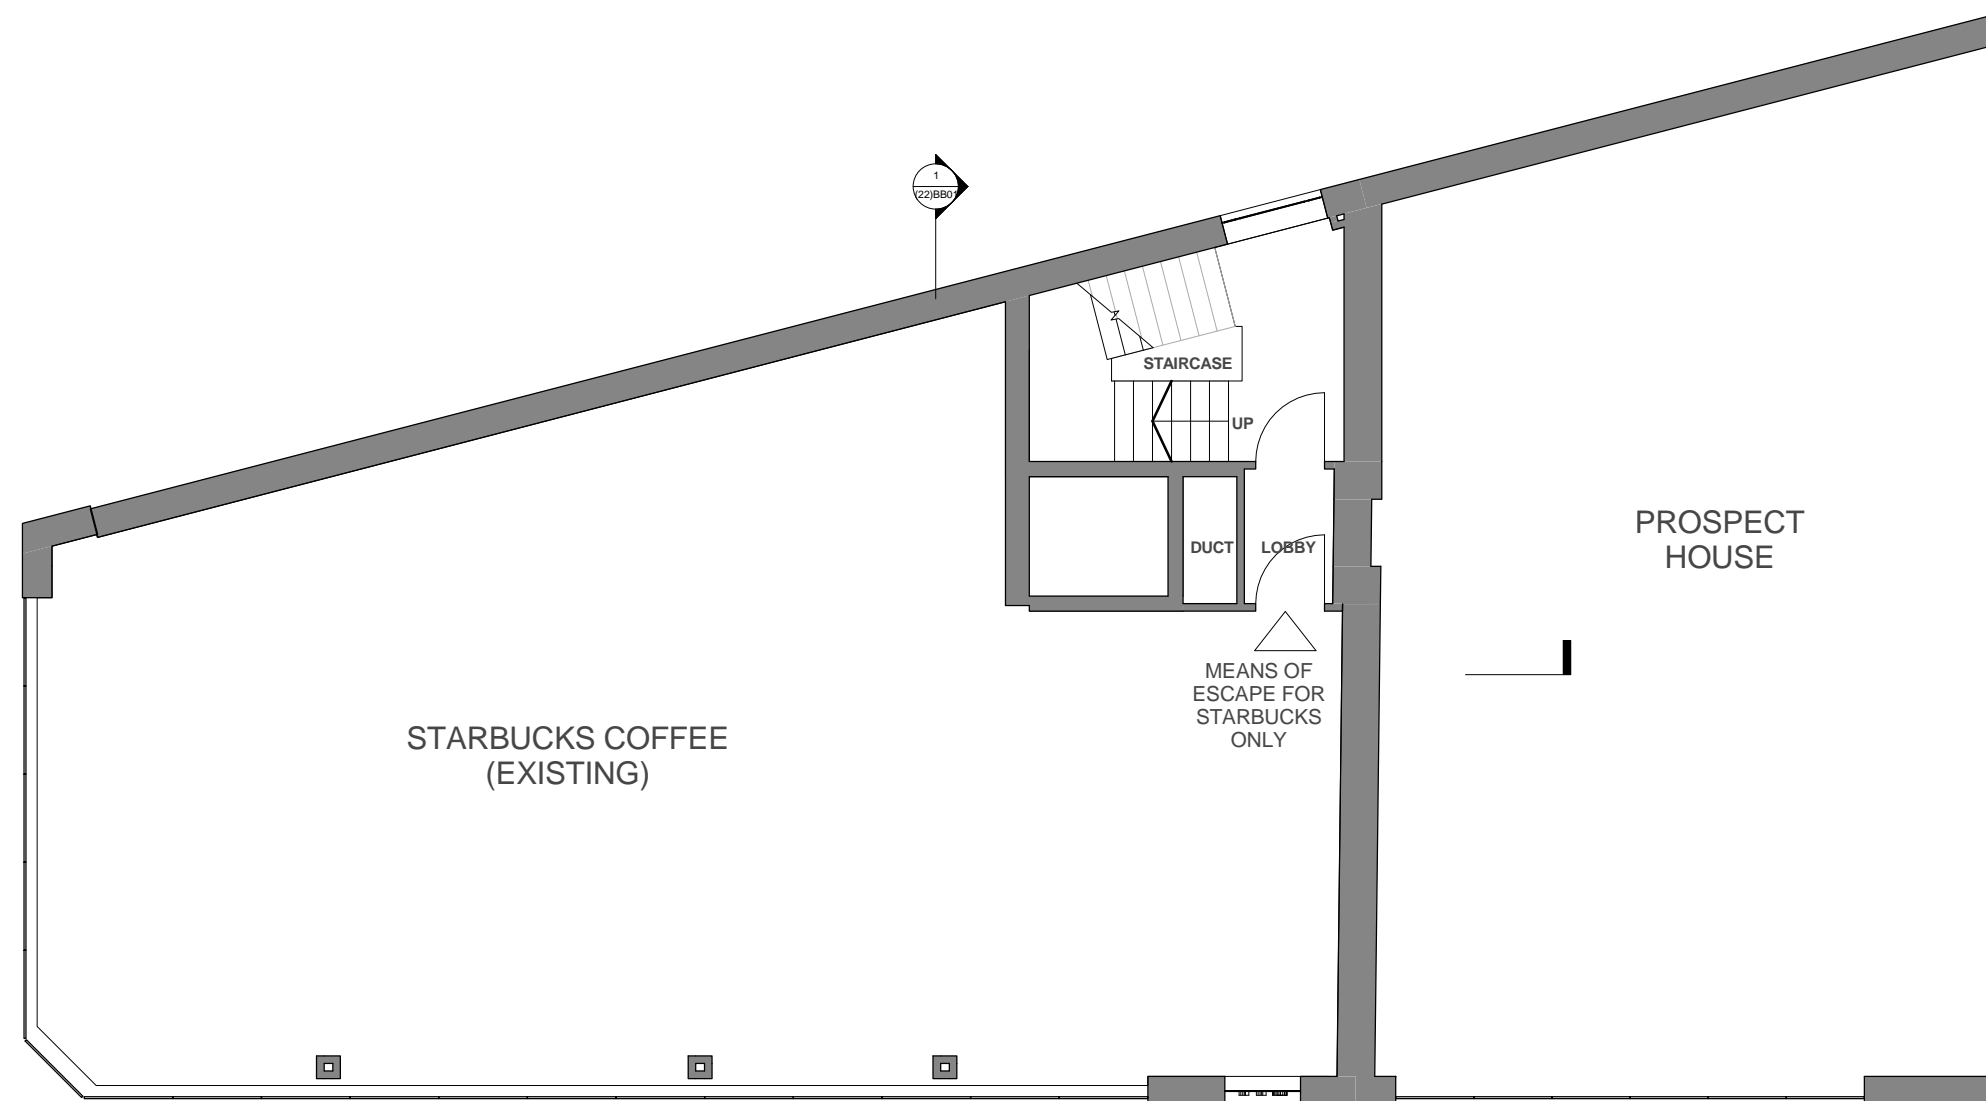 1
(22)BB01
STAIRCASE
UP
DUCT
LOBBY
PROSPECT
HOUSE
MEANS OF
ESCAPE FOR
STARBUCKS
ONLY
STARBUCKS COFFEE
(EXISTING)